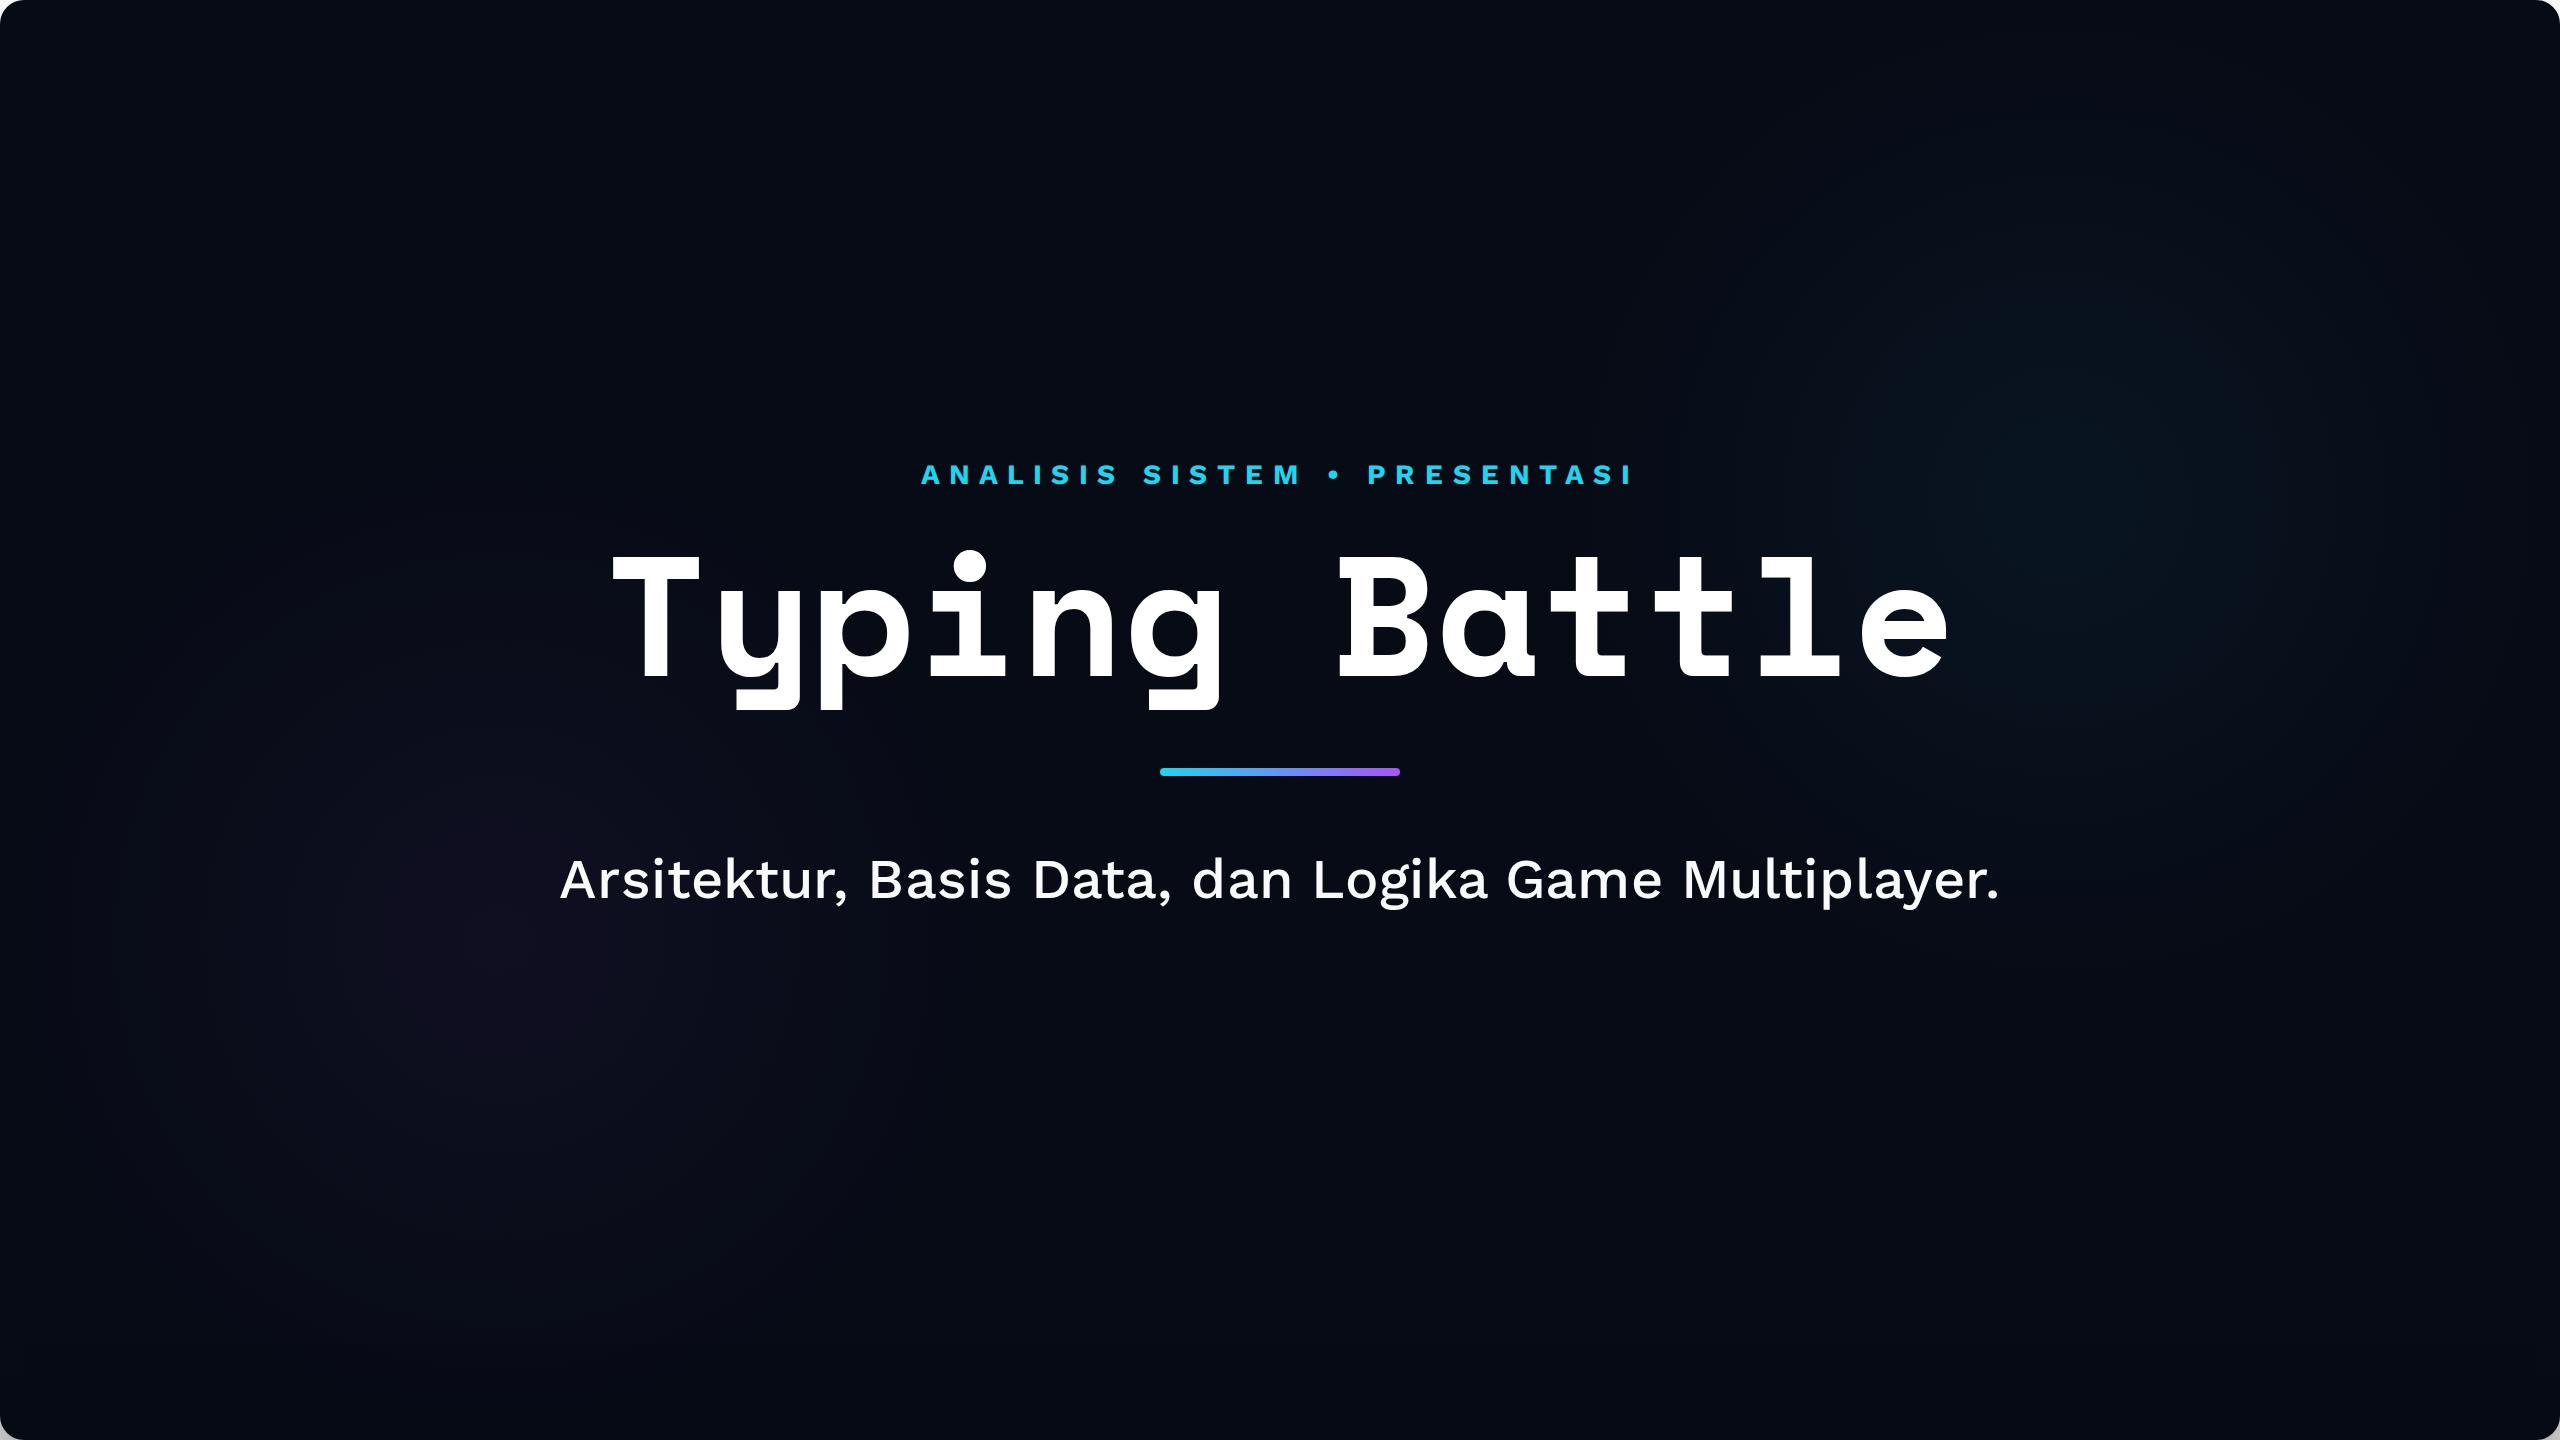 ANALISIS SISTEM • PRESENTASI
Typing Battle
Arsitektur, Basis Data, dan Logika Game Multiplayer.